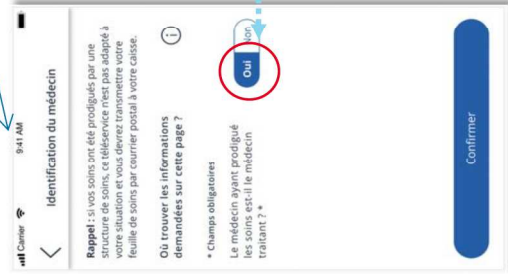 Carrier 9:41 AM
Identification du médecin
Rappel : si vos soins ont été prodigués par une
structure de soins, ce téléservice n'est pas adapté à
votre situation et vous devrez transmettre votre
feuille de soins par courrier postal à votre caisse.
Où trouver les informations
demandées sur cette page ?
* Champs obligatoires
Le médecin ayant prodigué
les soins est-il le médecin
traitant ? *
Oui Non
Confirmer